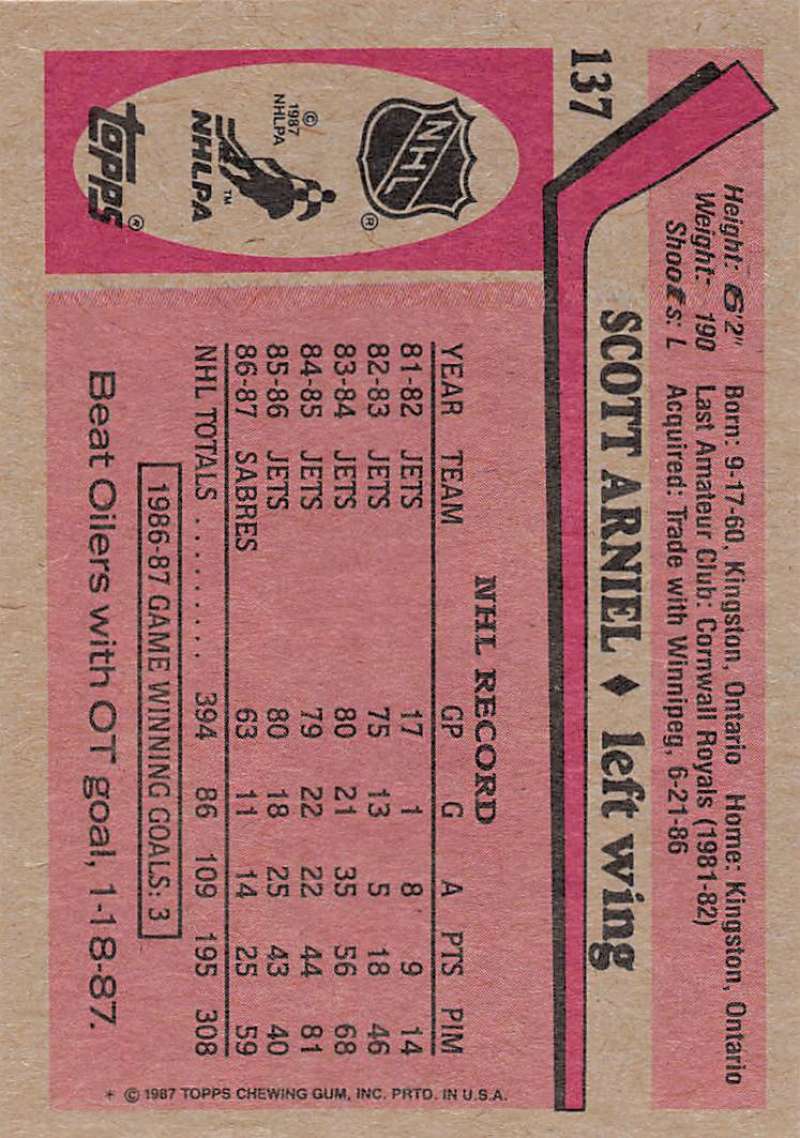 137
Height: 6'2" Born: 9-17-60, Kingston, Ontario Home: Kingston, Ontario
Weight: 190 Last Amateur Club: Cornwall Royals (1981-82)
Shoots: L Acquired: Trade with Winnipeg, 6-21-86
SCOTT ARNIEL ♦ left wing
NHL
®
© 1987 NHLPA
TM
NHLPA
topps®
NHL RECORD
YEAR TEAM GP G A PTS PIM
81-82 JETS 17 1 8 9 14
82-83 JETS 75 13 5 18 46
83-84 JETS 80 21 35 56 68
84-85 JETS 79 22 22 44 81
85-86 JETS 80 18 25 43 40
86-87 SABRES 63 11 14 25 59
NHL TOTALS . . . . . . . . . . 394 86 109 195 308
1986-87 GAME WINNING GOALS: 3
Beat Oilers with OT goal, 1-18-87.
* © 1987 TOPPS CHEWING GUM, INC. PRTD. IN U.S.A.